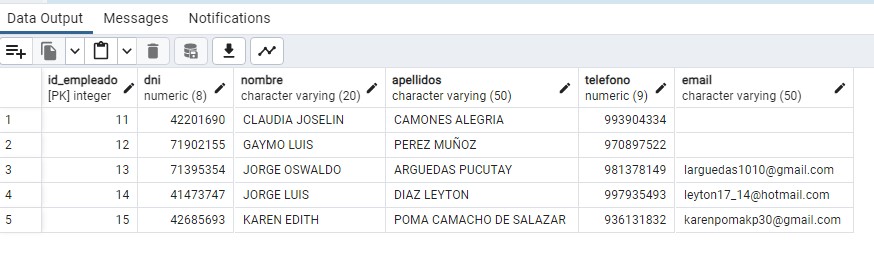 Data Output Messages Notifications
id_empleado dni nombre apellidos telefono email
[PK] integer numeric (8) character varying (20) character varying (50) numeric (9) character varying (50)
1 11 42201690 CLAUDIA JOSELIN CAMONES ALEGRIA 993904334
2 12 71902155 GAYMO LUIS PEREZ MUÑOZ 970897522
3 13 71395354 JORGE OSWALDO ARGUEDAS PUCUTAY 981378149 larguedas1010@gmail.com
4 14 41473747 JORGE LUIS DIAZ LEYTON 997935493 leyton17_14@hotmail.com
5 15 42685693 KAREN EDITH POMA CAMACHO DE SALAZAR 936131832 karenpomakp30@gmail.com